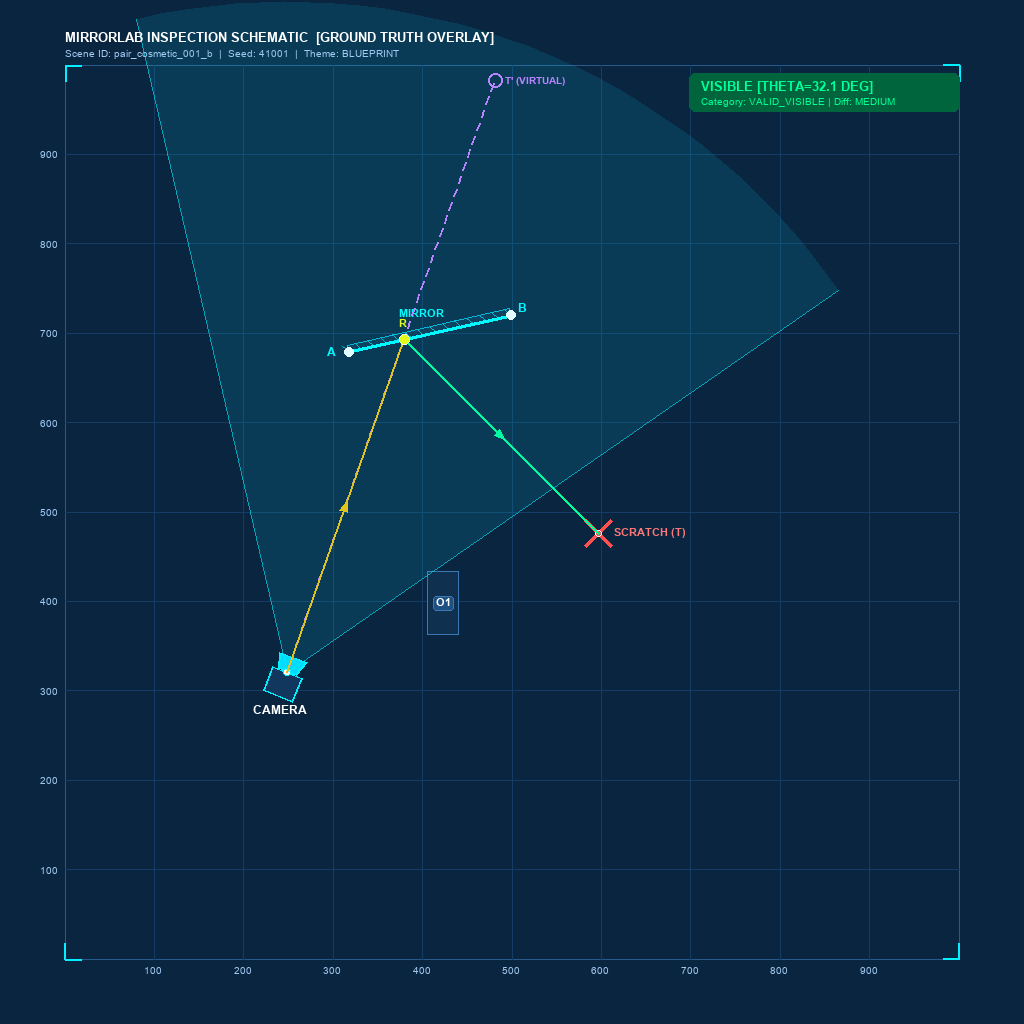 MIRRORLAB INSPECTION SCHEMATIC [GROUND TRUTH OVERLAY]
Scene ID: pair_cosmetic_001_b | Seed: 41001 | Theme: BLUEPRINT
T' (VIRTUAL)
VISIBLE [THETA=32.1 DEG]
Category: VALID_VISIBLE | Diff: MEDIUM
900
800
700
600
500
400
300
200
100
MIRROR
R
A
B
SCRATCH (T)
O1
CAMERA
100 200 300 400 500 600 700 800 900